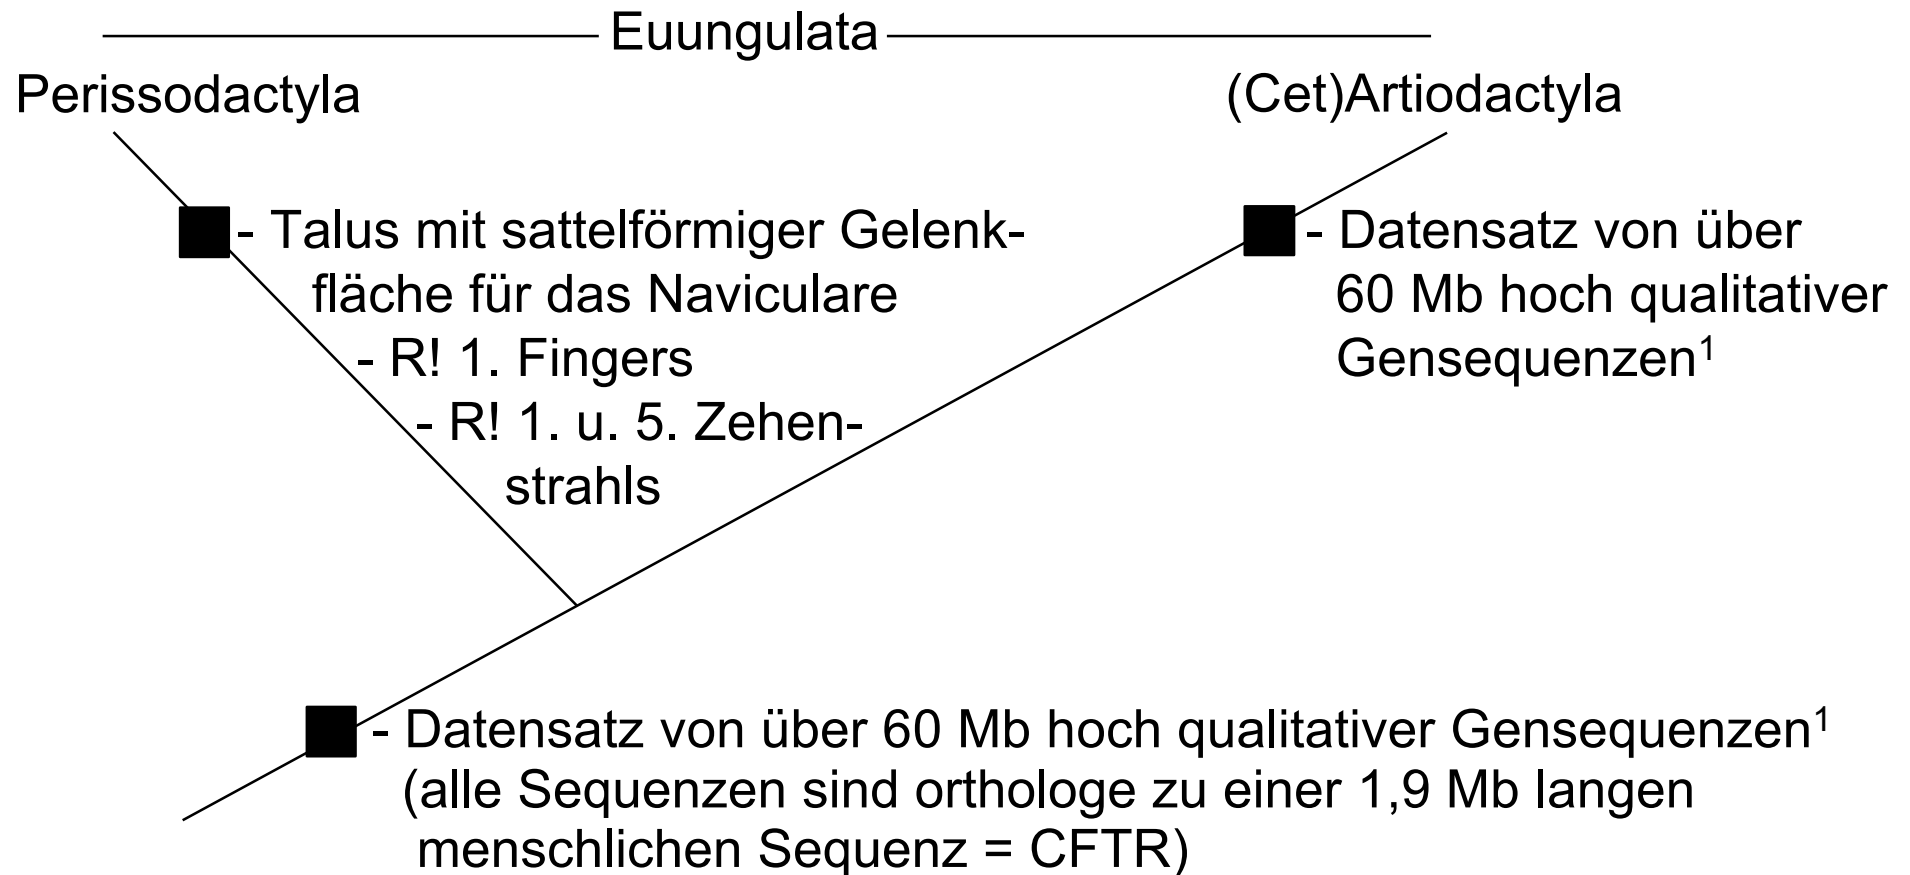 Euungulata
Perissodactyla
(Cet)Artiodactyla
- Talus mit sattelförmiger Gelenk-
fläche für das Naviculare
- R! 1. Fingers
- R! 1. u. 5. Zehen-
strahls
- Datensatz von über
60 Mb hoch qualitativer
Gensequenzen¹
- Datensatz von über 60 Mb hoch qualitativer Gensequenzen¹
(alle Sequenzen sind orthologe zu einer 1,9 Mb langen
menschlichen Sequenz = CFTR)